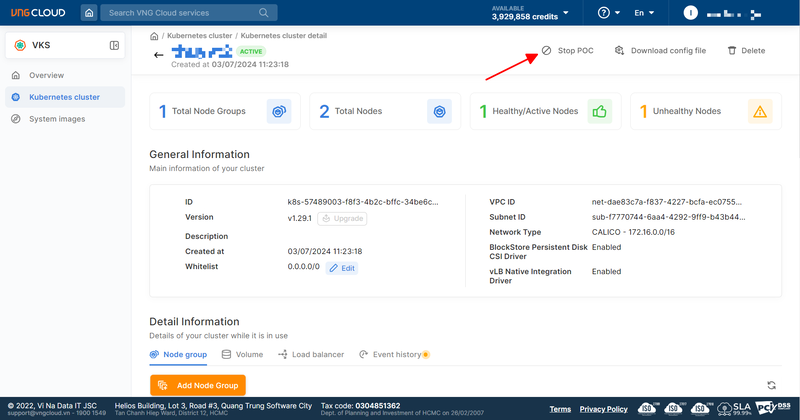 VNG CLOUD
Search VNG Cloud services
AVAILABLE
3,929,858 credits
En
I
VKS
Overview
Kubernetes cluster
System images
/ Kubernetes cluster / Kubernetes cluster detail
ACTIVE
Created at 03/07/2024 11:23:18
Stop POC
Download config file
Delete
1 Total Node Groups
2 Total Nodes
1 Healthy/Active Nodes
1 Unhealthy Nodes
General Information
Main information of your cluster
ID k8s-57489003-f8f3-4b2c-bffc-34be6c...
Version v1.29.1 Upgrade
Description
Created at 03/07/2024 11:23:18
Whitelist 0.0.0.0/0 Edit
VPC ID net-dae83c7a-f837-4227-bcfa-ec0755...
Subnet ID sub-f7770744-6aa4-4292-9ff9-b43b44...
Network Type CALICO - 172.16.0.0/16
BlockStore Persistent Disk Enabled
CSI Driver
vLB Native Integration Enabled
Driver
Detail Information
Details of your cluster while it is in use
Node group
Volume
Load balancer
Event history
Add Node Group
© 2022, Vi Na Data IT JSC
support@vngcloud.vn - 1900 1549
Helios Building, Lot 3, Road #3, Quang Trung Software City
Tan Chanh Hiep Ward, District 12, HCMC
Tax code: 0304851362
Dept. of Planning and Investment of HCMC on 26/02/2007
Terms
Privacy Policy
ISO
ISO
ISO
SLA
99.99%
PCI DSS